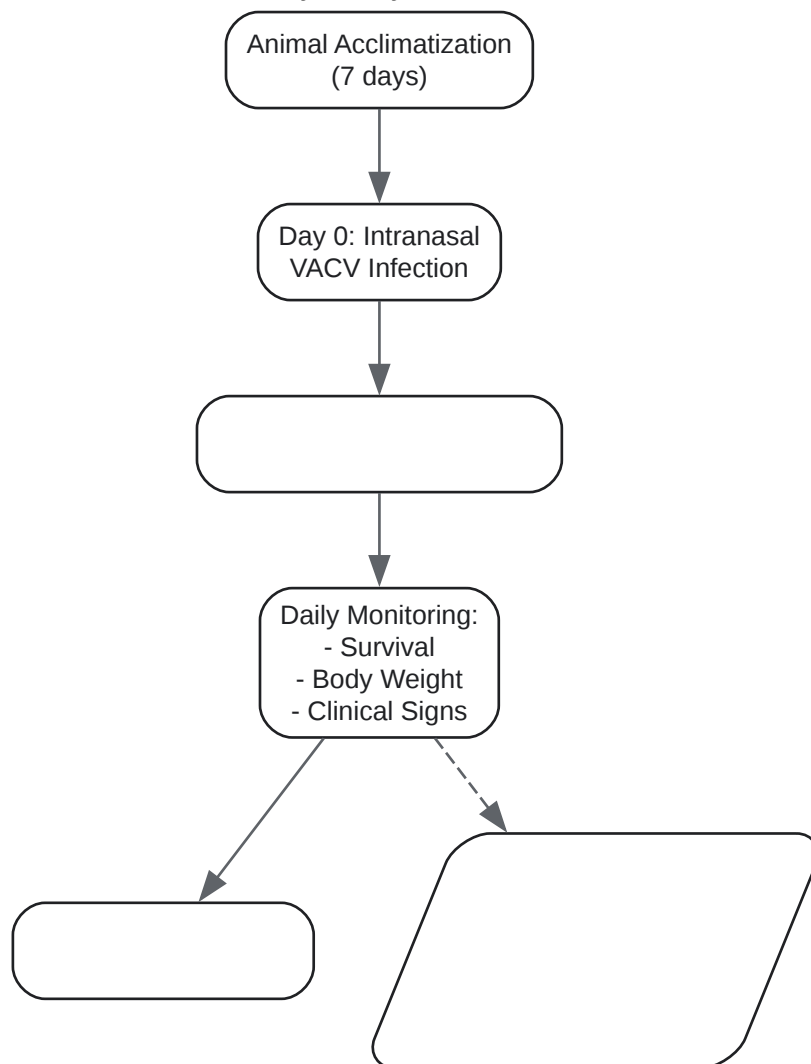 Animal Acclimatization
(7 days)
Day 0: Intranasal
VACV Infection
Daily Monitoring:
- Survival
- Body Weight
- Clinical Signs